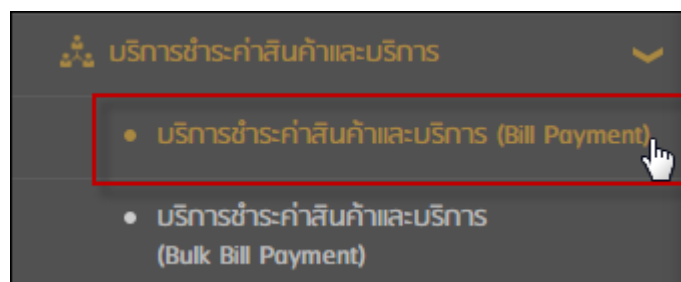 บริการชำระค่าสินค้าและบริการ
บริการชำระค่าสินค้าและบริการ (Bill Payment)
บริการชำระค่าสินค้าและบริการ
(Bulk Bill Payment)